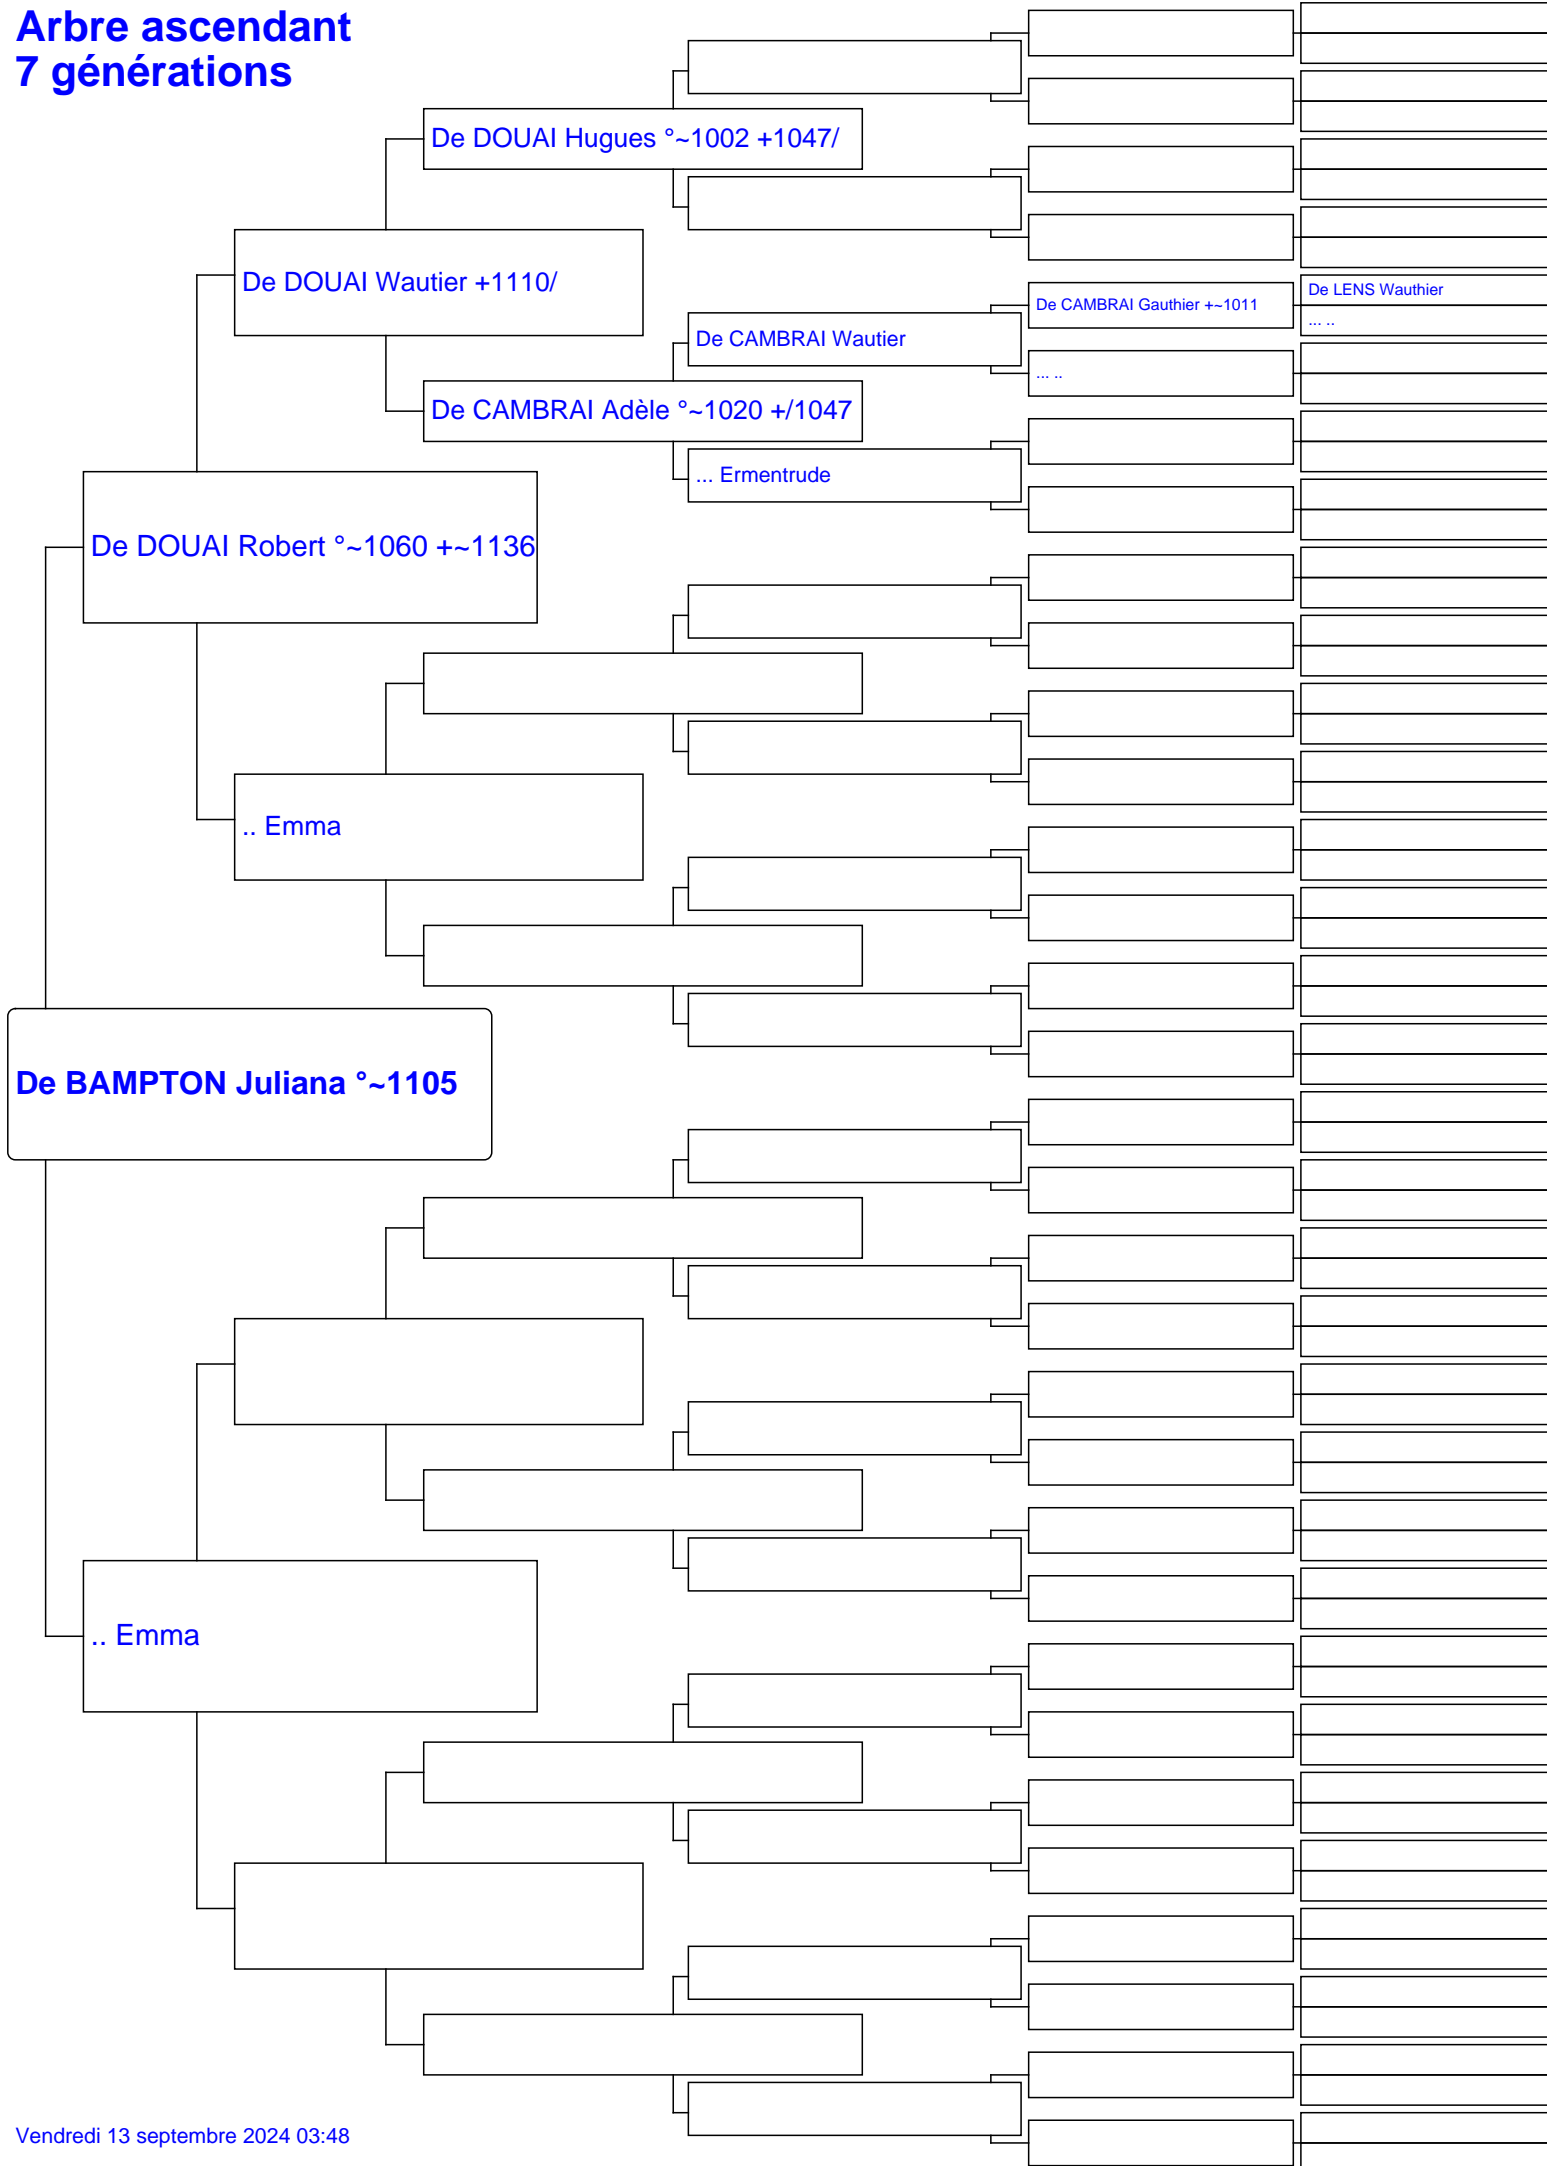 Arbre ascendant
7 générations
De DOUAI Hugues °~1002 +1047/
De DOUAI Wautier +1110/
De CAMBRAI Gauthier +~1011
De LENS Wauthier
... ..
De CAMBRAI Wautier
... ..
De CAMBRAI Adèle °~1020 +/1047
... Ermentrude
De DOUAI Robert °~1060 +~1136
.. Emma
De BAMPTON Juliana °~1105
.. Emma
Vendredi 13 septembre 2024 03:48